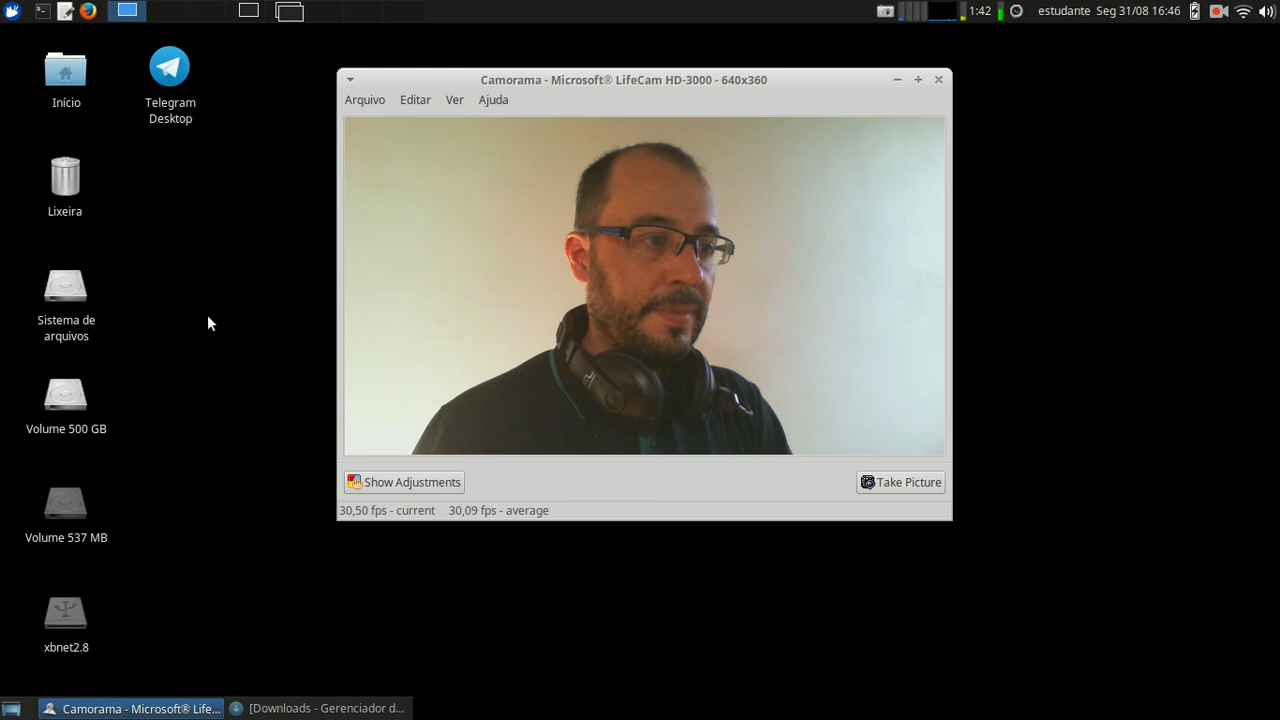 1:42
estudante Seg 31/08 16:46
Início
Telegram
Desktop
Lixeira
Sistema de
arquivos
Volume 500 GB
Volume 537 MB
xbnet2.8
Camorama - Microsoft® LifeCam HD-3000 - 640x360
Arquivo Editar Ver Ajuda
Show Adjustments
Take Picture
30,50 fps - current 30,09 fps - average
Camorama - Microsoft® Life...
[Downloads - Gerenciador d...